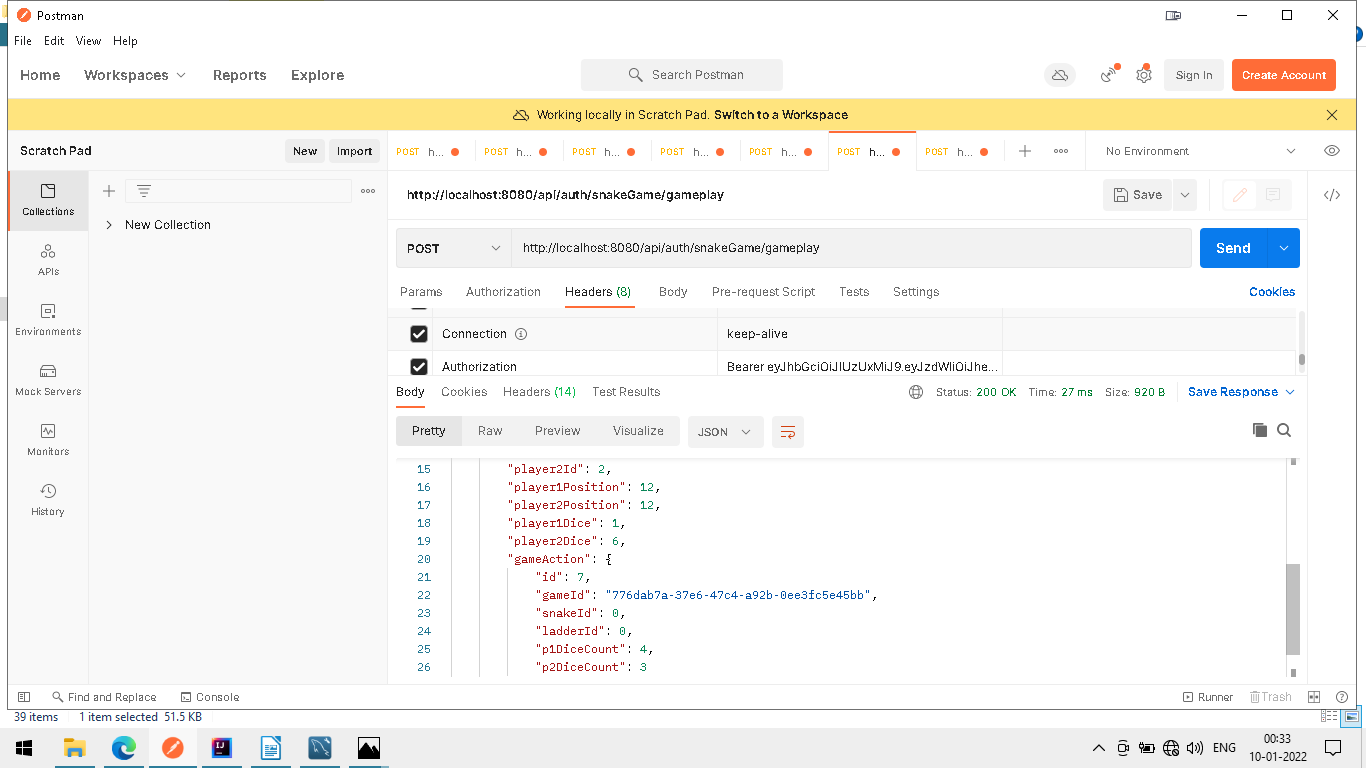 Postman
File Edit View Help
Home Workspaces Reports Explore Search Postman Sign In Create Account
Working locally in Scratch Pad. Switch to a Workspace
Scratch Pad New Import POST h... POST h... POST h... POST h... POST h... POST h... POST h... No Environment
Collections
New Collection
APIs
Environments
Mock Servers
Monitors
History
http://localhost:8080/api/auth/snakeGame/gameplay Save
POST http://localhost:8080/api/auth/snakeGame/gameplay Send
Params Authorization Headers (8) Body Pre-request Script Tests Settings Cookies
Connection keep-alive
Authorization Bearer eyJhbGciOiJIUzUxMiJ9.eyJzdWIiOiJhe...
Body Cookies Headers (14) Test Results Status: 200 OK Time: 27 ms Size: 920 B Save Response
Pretty Raw Preview Visualize JSON
15 "player2Id": 2,
16 "player1Position": 12,
17 "player2Position": 12,
18 "player1Dice": 1,
19 "player2Dice": 6,
20 "gameAction": {
21 "id": 7,
22 "gameId": "776dab7a-37e6-47c4-a92b-0ee3fc5e45bb",
23 "snakeId": 0,
24 "ladderId": 0,
25 "p1DiceCount": 4,
26 "p2DiceCount": 3
Find and Replace Console Runner Trash
39 items 1 item selected 51.5 KB
ENG 00:33
10-01-2022